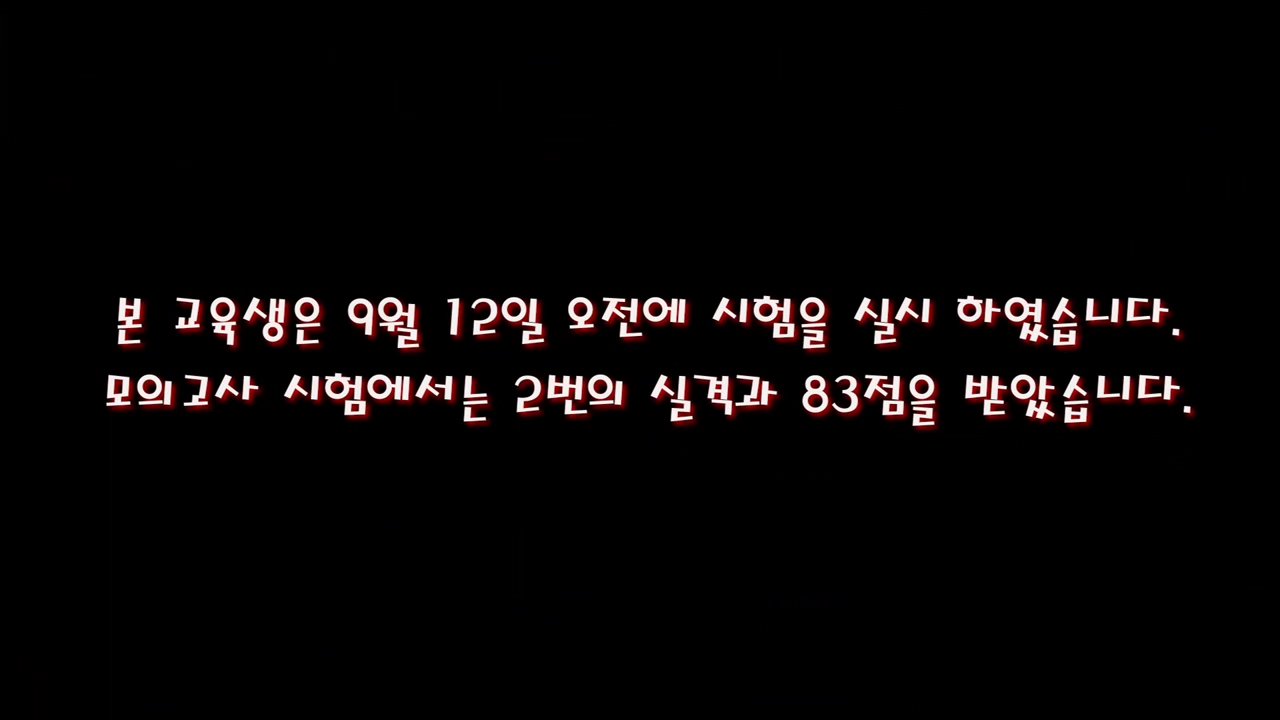 본 교육생은 9월 12일 오전에 시험을 실시 하였습니다.
모의고사 시험에서는 2번의 실격과 83점을 받았습니다.